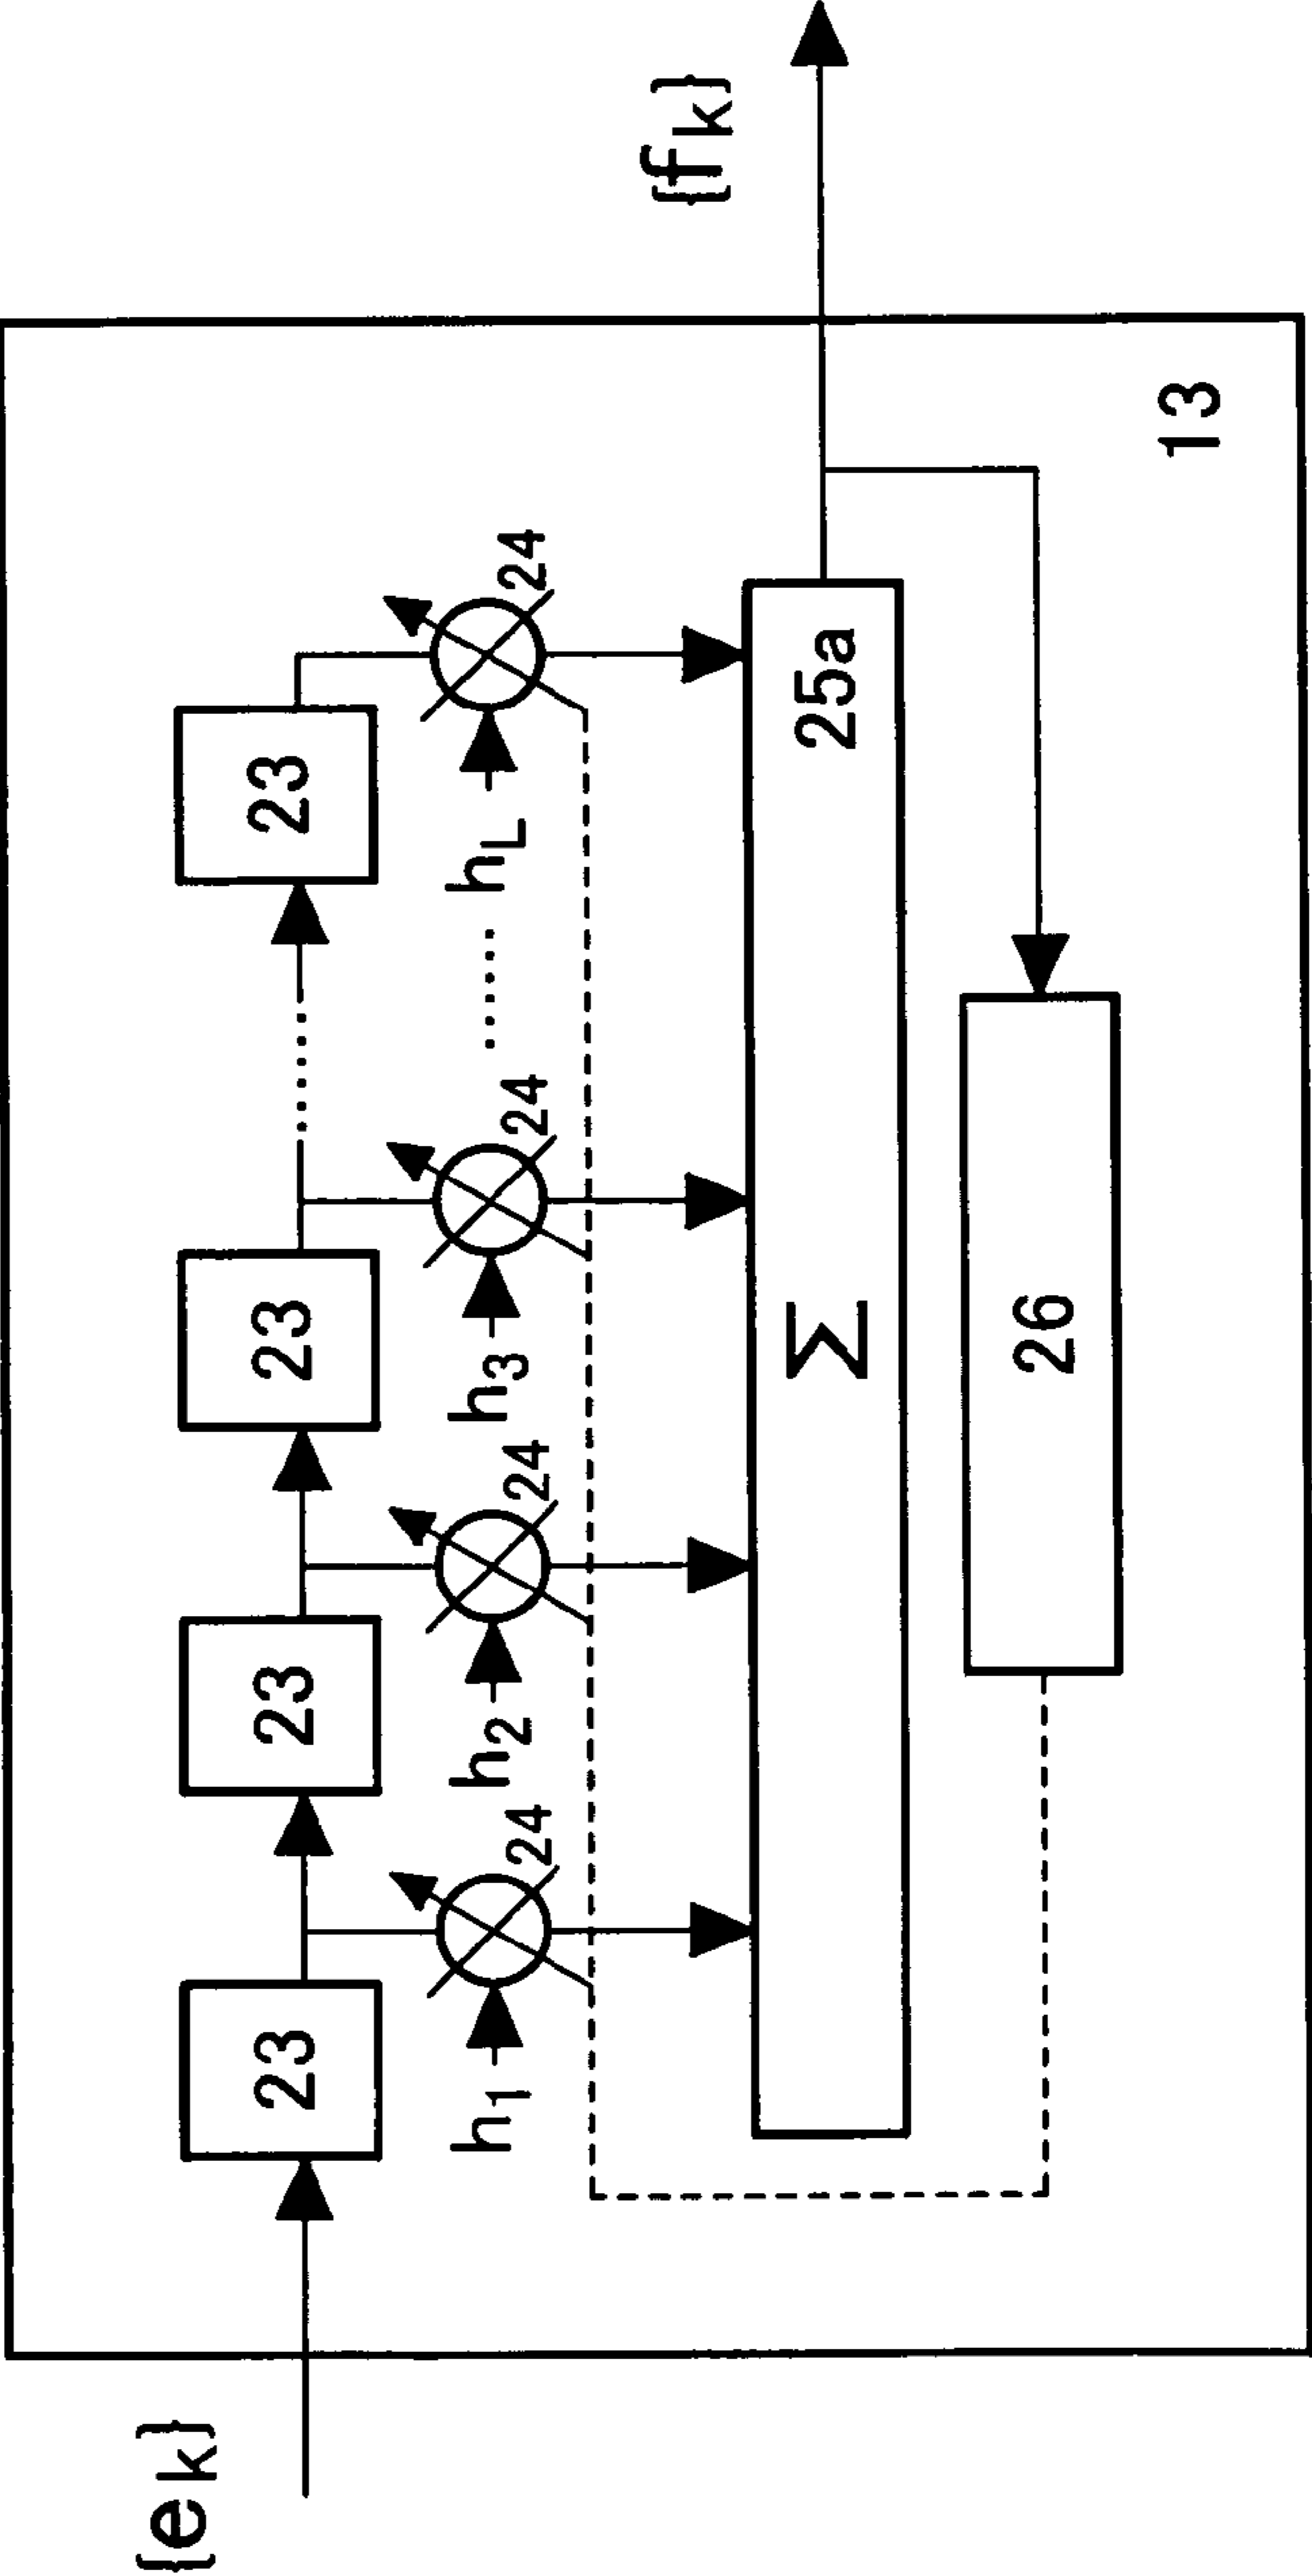 {ek}
23
23
23
......
23
24
24
24
24
h1
h2
h3
......
hL
Σ
25a
26
13
{fk}